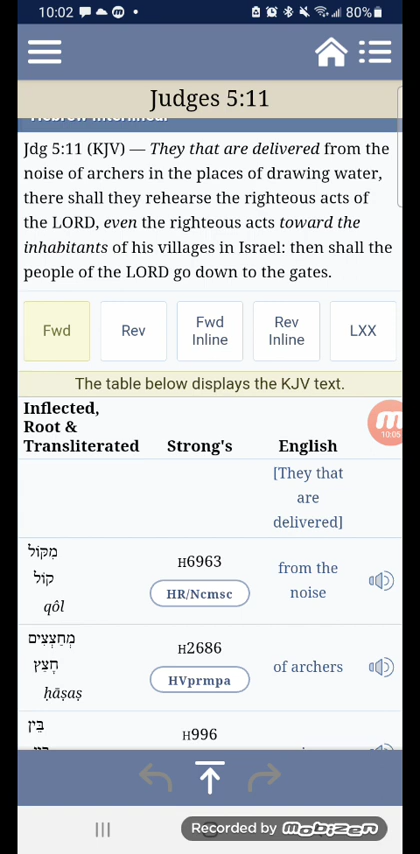 10:02
80%
Judges 5:11
Jdg 5:11 (KJV) — They that are delivered from the
noise of archers in the places of drawing water,
there shall they rehearse the righteous acts of
the LORD, even the righteous acts toward the
inhabitants of his villages in Israel: then shall the
people of the LORD go down to the gates.
Fwd
Rev
Fwd
Inline
Rev
Inline
LXX
The table below displays the KJV text.
Inflected,
Root &
Transliterated
Strong's
English
[They that
are
delivered]
מִקּוֹל
קוֹל
qôl
H6963
HR/Ncmsc
from the
noise
מְחַצְצִים
חָצַץ
ḥāṣaṣ
H2686
HVprmpa
of archers
בֵּין
H996
10:05
Recorded by mobizen